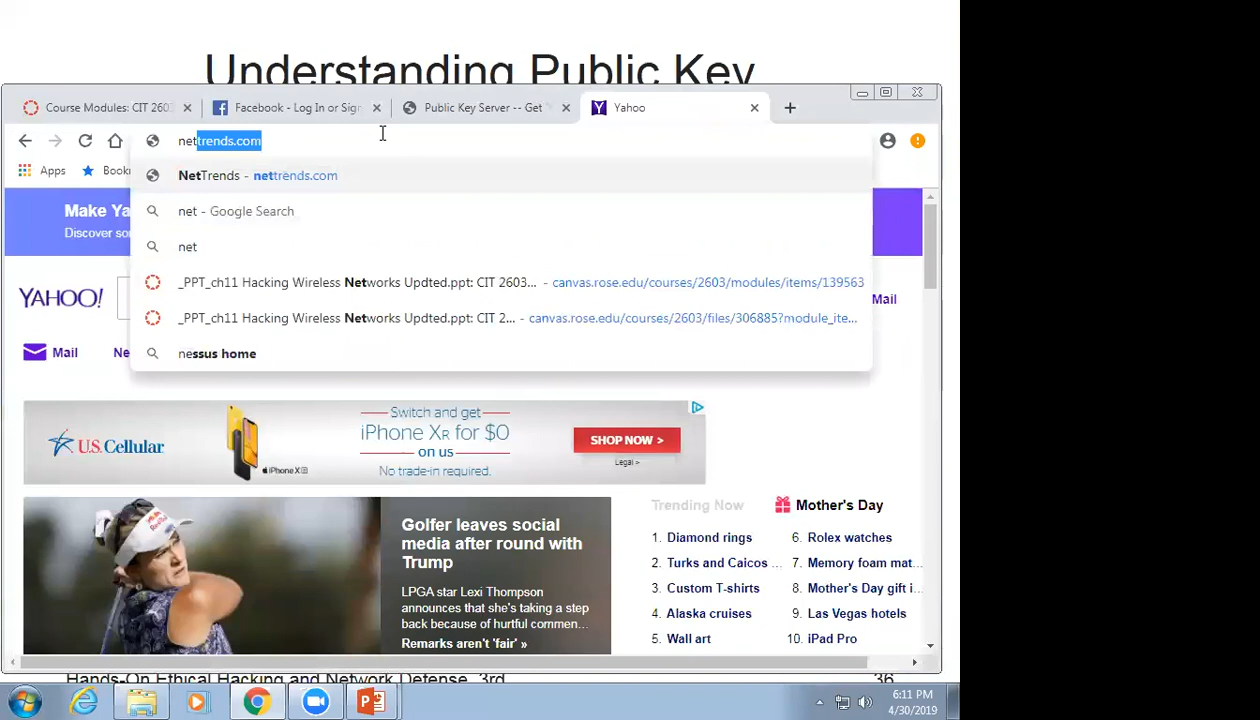 Understanding Public Key
Course Modules: CIT 2603
Facebook - Log In or Sign
Public Key Server -- Get "
Yahoo
nettrends.com
Apps
Book
NetTrends - nettrends.com
net - Google Search
net
_PPT_ch11 Hacking Wireless Networks Updted.ppt: CIT 2603... - canvas.rose.edu/courses/2603/modules/items/139563
_PPT_ch11 Hacking Wireless Networks Updted.ppt: CIT 2... - canvas.rose.edu/courses/2603/files/306885?module_ite...
nessus home
Make Ya
Discover so
YAHOO!
Mail
Mail
Ne
U.S. Cellular
iPhone X
Switch and get
iPhone XR for $0
on us
No trade-in required.
SHOP NOW >
Legal >
Golfer leaves social
media after round with
Trump
LPGA star Lexi Thompson
announces that she's taking a step
back because of hurtful commen...
Remarks aren't 'fair' »
Red Bull
Trending Now
Mother's Day
1. Diamond rings
2. Turks and Caicos ...
3. Custom T-shirts
4. Alaska cruises
5. Wall art
6. Rolex watches
7. Memory foam mat...
8. Mother's Day gift i...
9. Las Vegas hotels
10. iPad Pro
Hands-On Ethical Hacking and Network Defense, 3rd
36
6:11 PM
4/30/2019